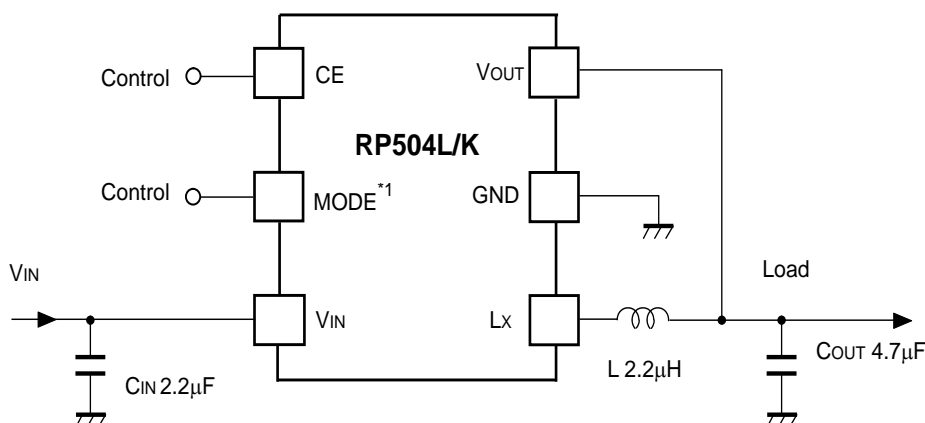 Control
CE
VOUT
RP504L/K
Control
MODE*1
GND
VIN
Load
VIN
LX
CIN 2.2μF
L 2.2μH
COUT 4.7μF